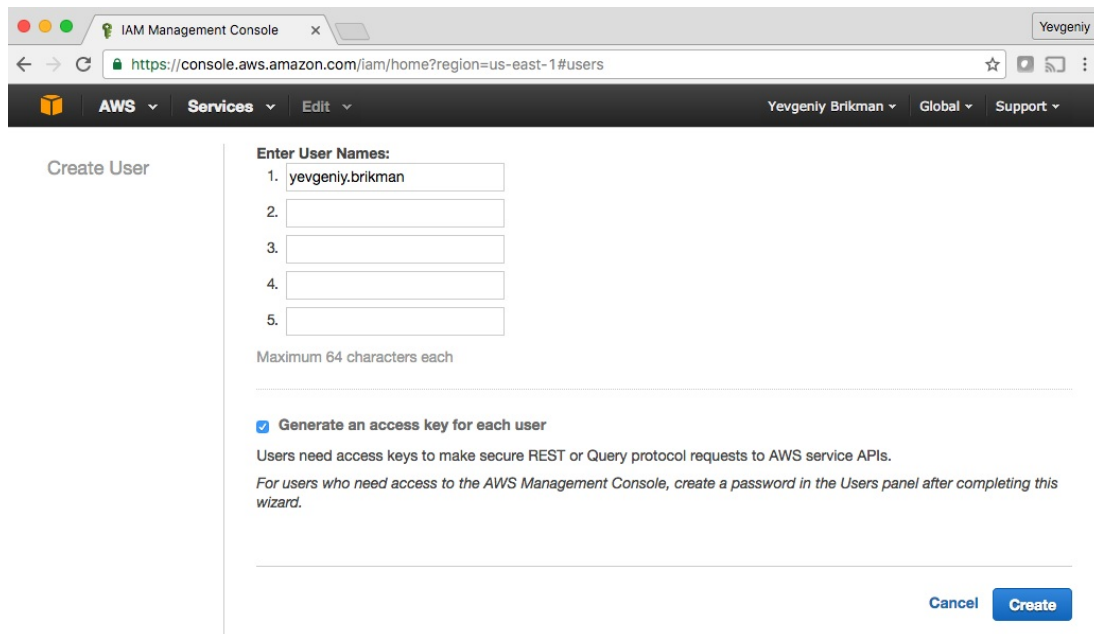 IAM Management Console
Yevgeniy
https://console.aws.amazon.com/iam/home?region=us-east-1#users
AWS Services Edit Yevgeniy Brikman Global Support
Create User
Enter User Names:
1. yevgeniy.brikman
2.
3.
4.
5.
Maximum 64 characters each
Generate an access key for each user
Users need access keys to make secure REST or Query protocol requests to AWS service APIs.
For users who need access to the AWS Management Console, create a password in the Users panel after completing this
wizard.
Cancel Create